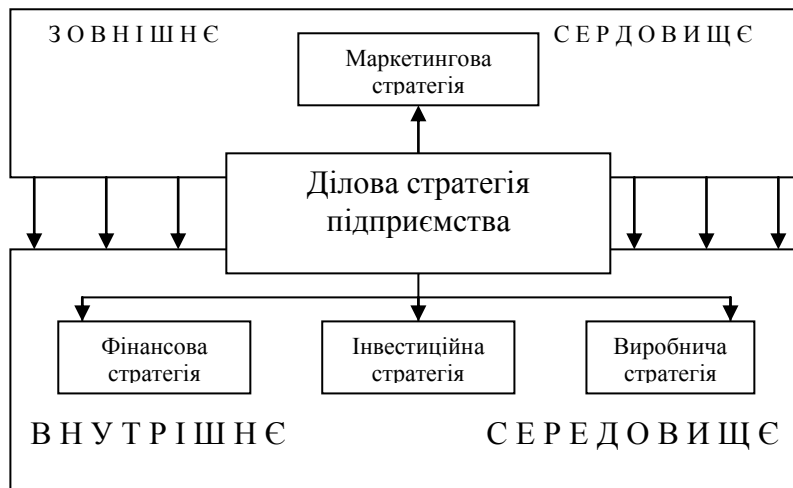 З О В Н І Ш Н Є С Е Р Д О В И Щ Є
Маркетингова
стратегія
Ділова стратегія
підприємства
Фінансова
стратегія
Інвестиційна
стратегія
Виробнича
стратегія
В Н У Т Р І Ш Н Є С Е Р Е Д О В И Щ Є